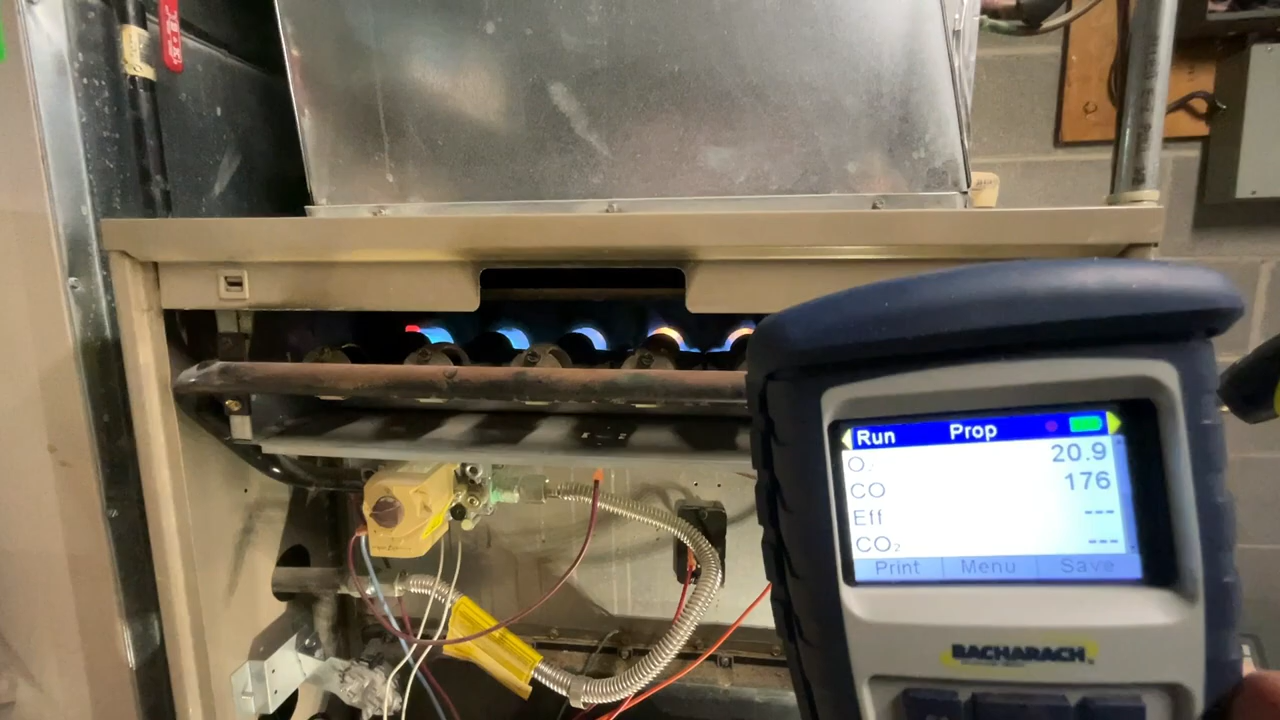 Run Prop
O₂ 20.9
CO 176
Eff ---
CO₂ ---
Print Menu Save
BACHARACH